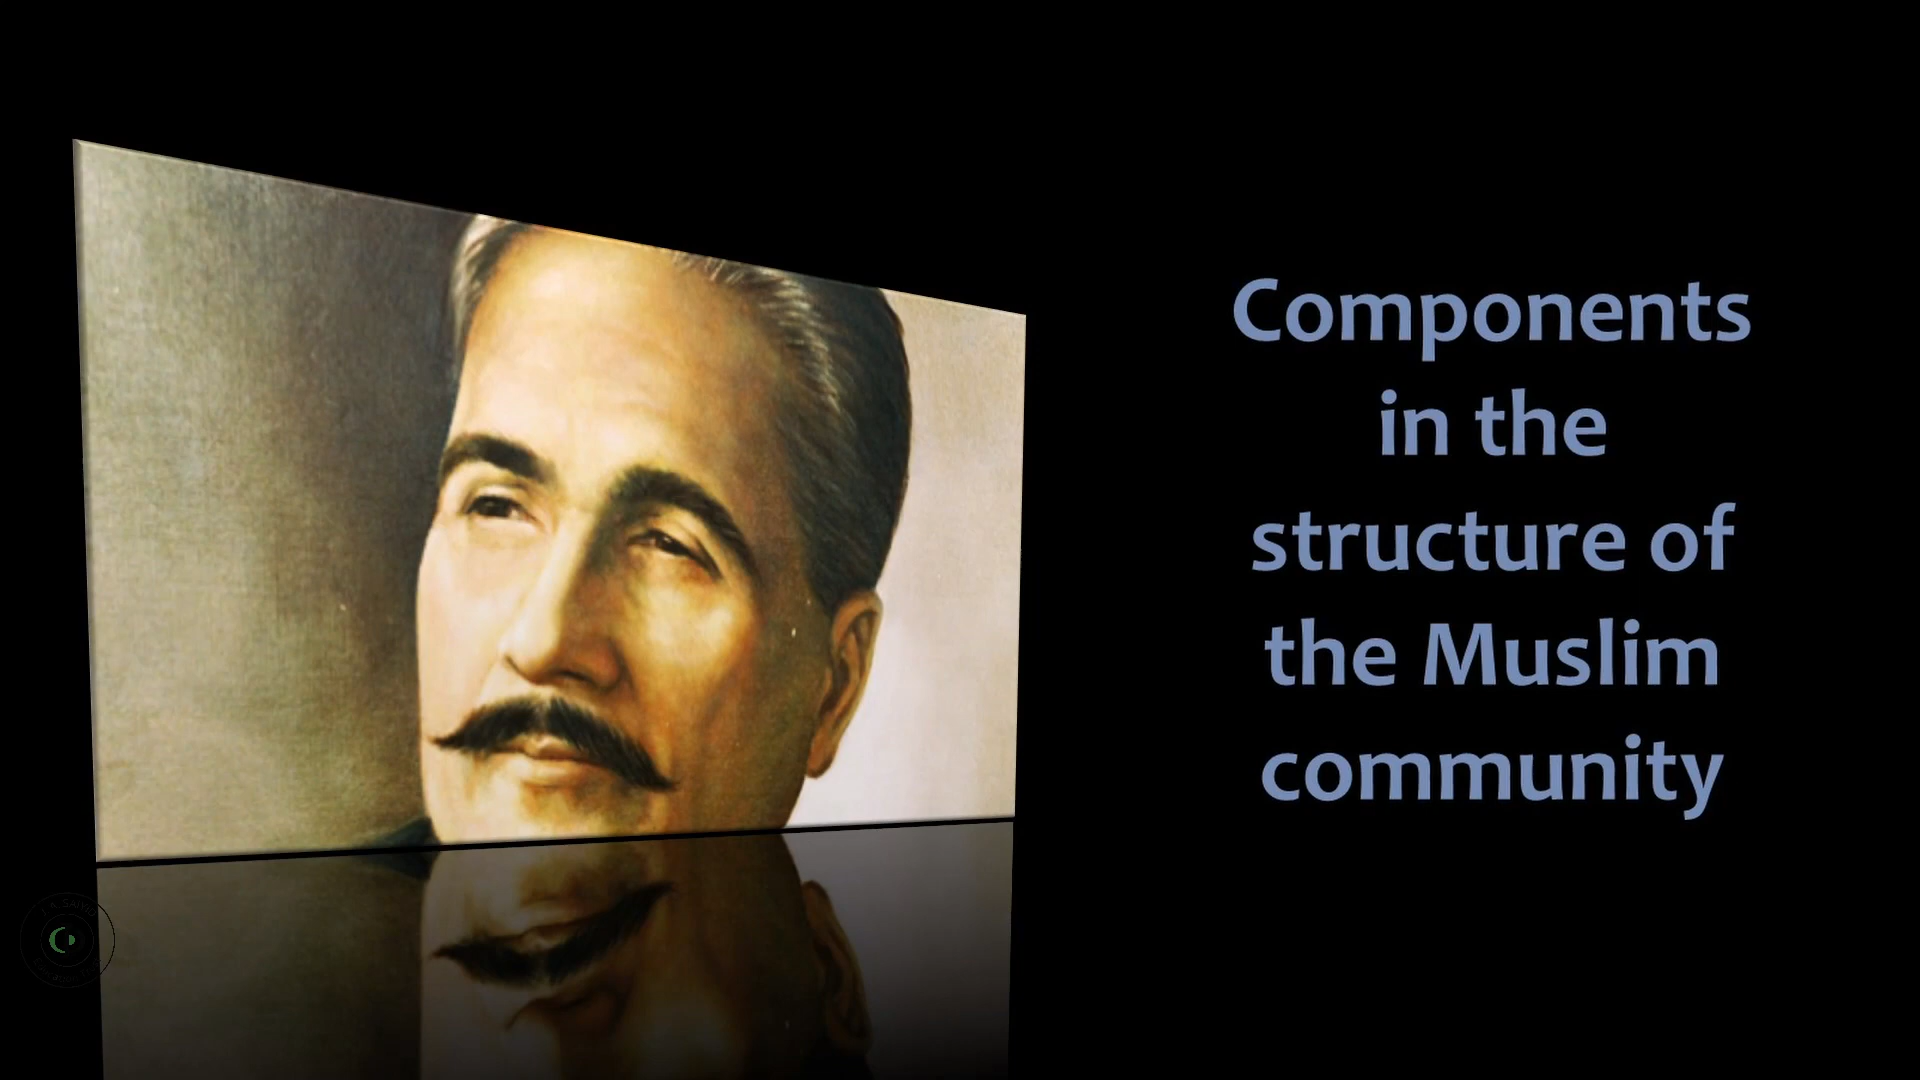 Components
in the
structure of
the Muslim
community